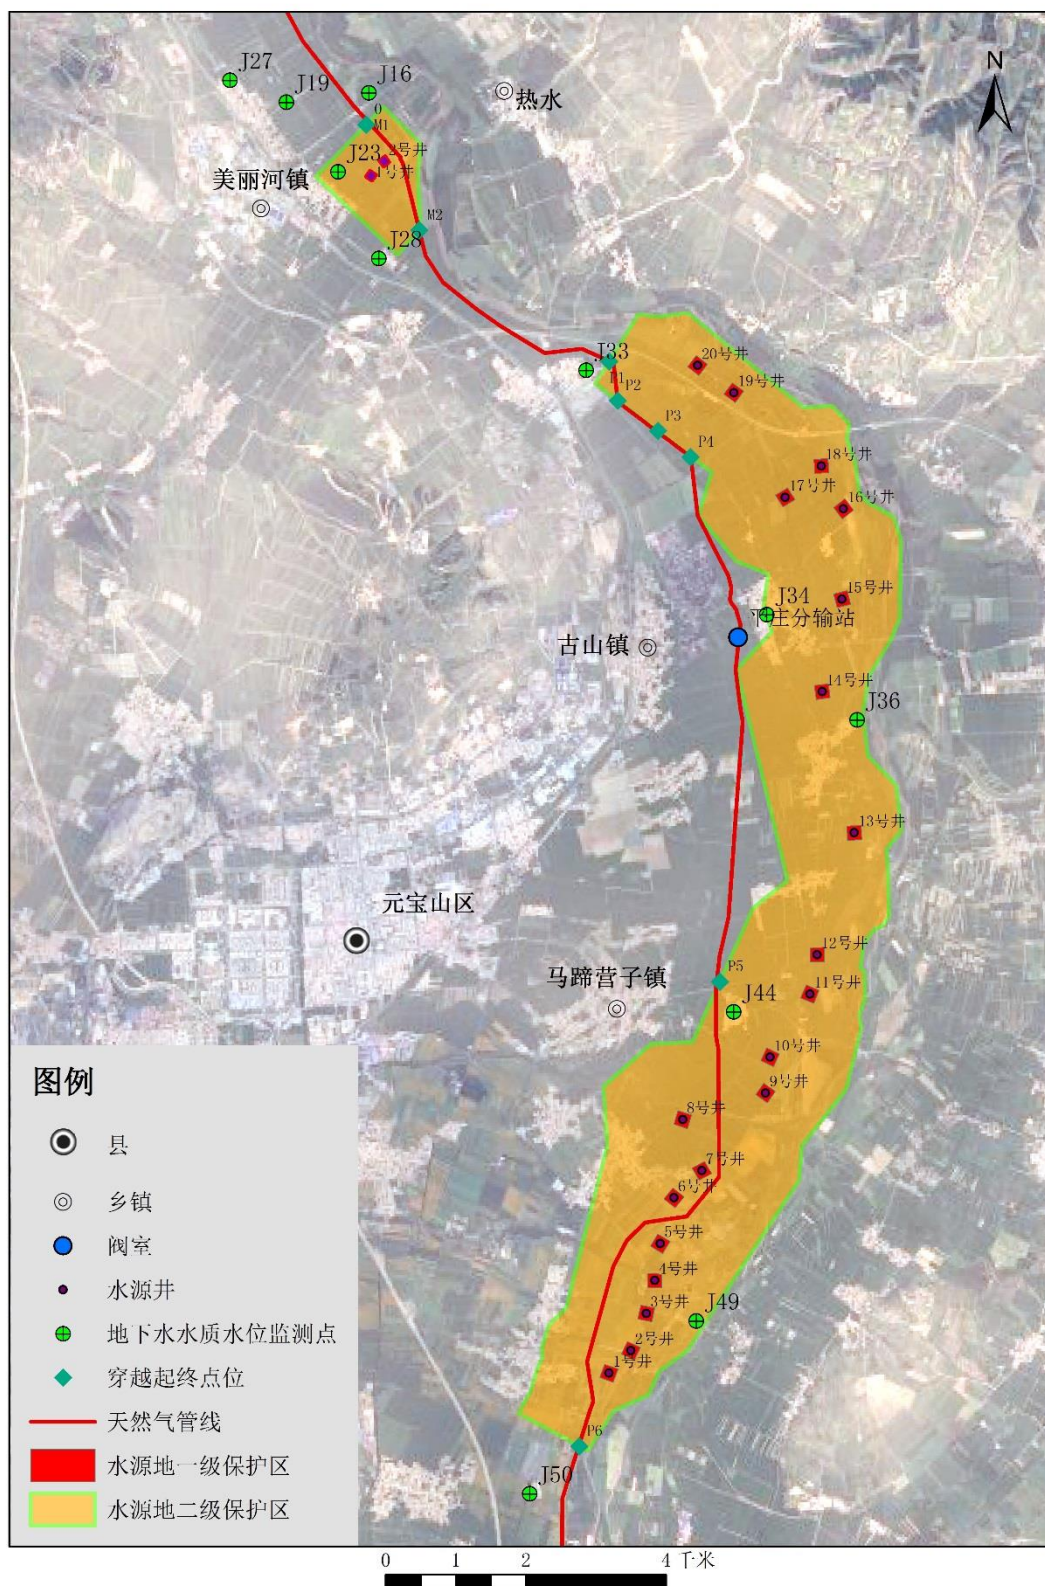 J27
J19
J16
热水
N
0
M1
J23
2号井
1号井
美丽河镇
M2
J28
J33
P1
P2
20号井
19号井
P3
P4
18号井
17号井
16号井
15号井
J34
平庄分输站
古山镇
14号井
J36
13号井
元宝山区
12号井
马蹄营子镇
P5
11号井
J44
10号井
9号井
8号井
7号井
6号井
5号井
4号井
3号井
J49
2号井
1号井
P6
J50
图例
县
乡镇
阀室
水源井
地下水水质水位监测点
穿越起终点位
天然气管线
水源地一级保护区
水源地二级保护区
0 1 2 4 千米